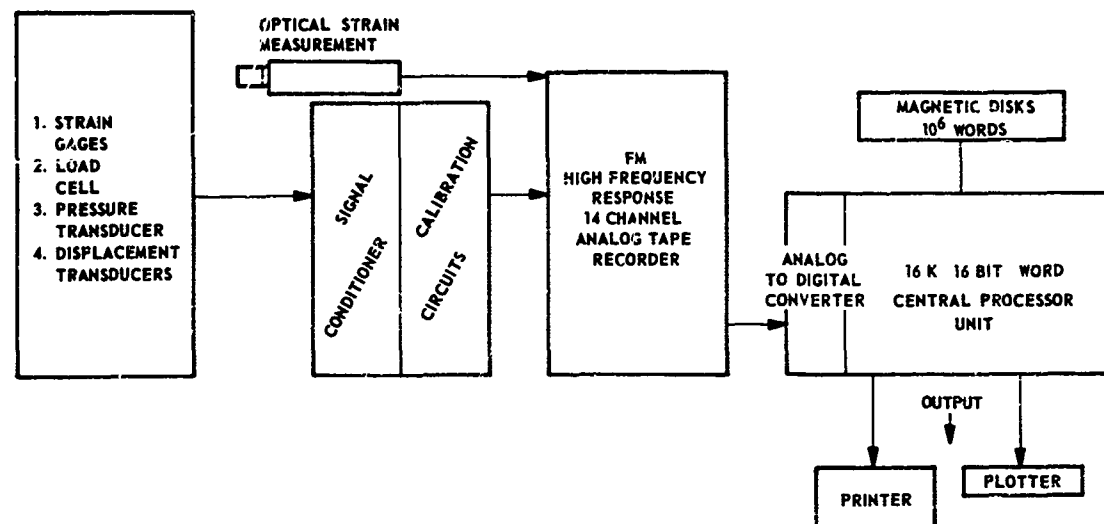 OPTICAL STRAIN
MEASUREMENT
1. STRAIN
GAGES
2. LOAD
CELL
3. PRESSURE
TRANSDUCER
4. DISPLACEMENT
TRANSDUCERS
SIGNAL
CONDITIONER
CALIBRATION
CIRCUITS
FM
HIGH FREQUENCY
RESPONSE
14 CHANNEL
ANALOG TAPE
RECORDER
MAGNETIC DISKS
10⁶ WORDS
ANALOG
TO DIGITAL
CONVERTER
16 K 16 BIT WORD
CENTRAL PROCESSOR
UNIT
OUTPUT
PRINTER
PLOTTER